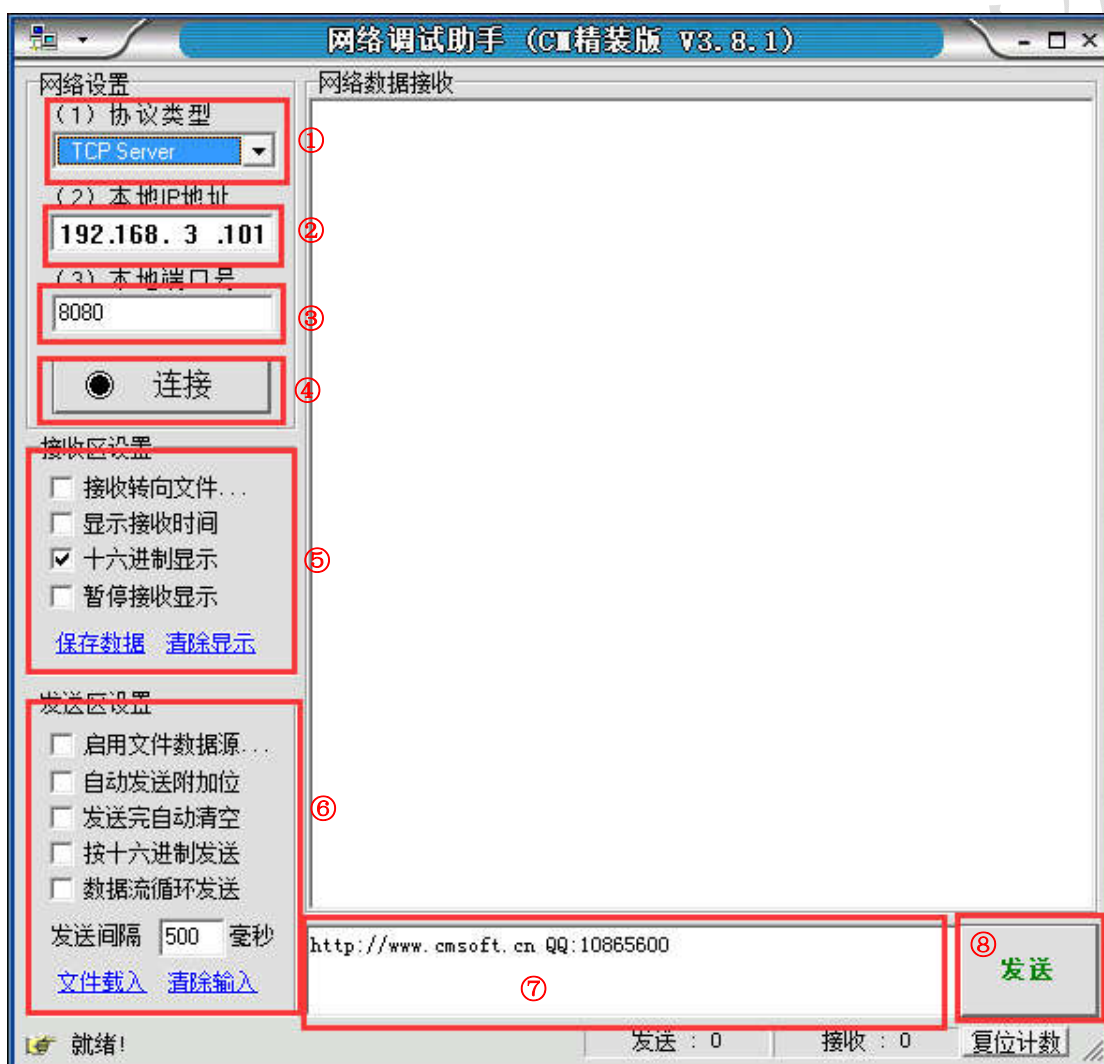 网络调试助手 (CM精装版 V3.8.1)
网络设置
(1) 协议类型
TCP Server
①
(2) 本地IP地址
192.168. 3 .101
②
(3) 本地端口号
8080
③
连接
④
接收区设置
接收转向文件...
显示接收时间
十六进制显示
暂停接收显示
保存数据 清除显示
⑤
发送区设置
启用文件数据源...
自动发送附加位
发送完自动清空
按十六进制发送
数据流循环发送
发送间隔 500 毫秒
文件载入 清除输入
⑥
网络数据接收
http://www.cmsoft.cn QQ:10865600
⑦
⑧
发送
就绪!
发送 : 0
接收 : 0
复位计数